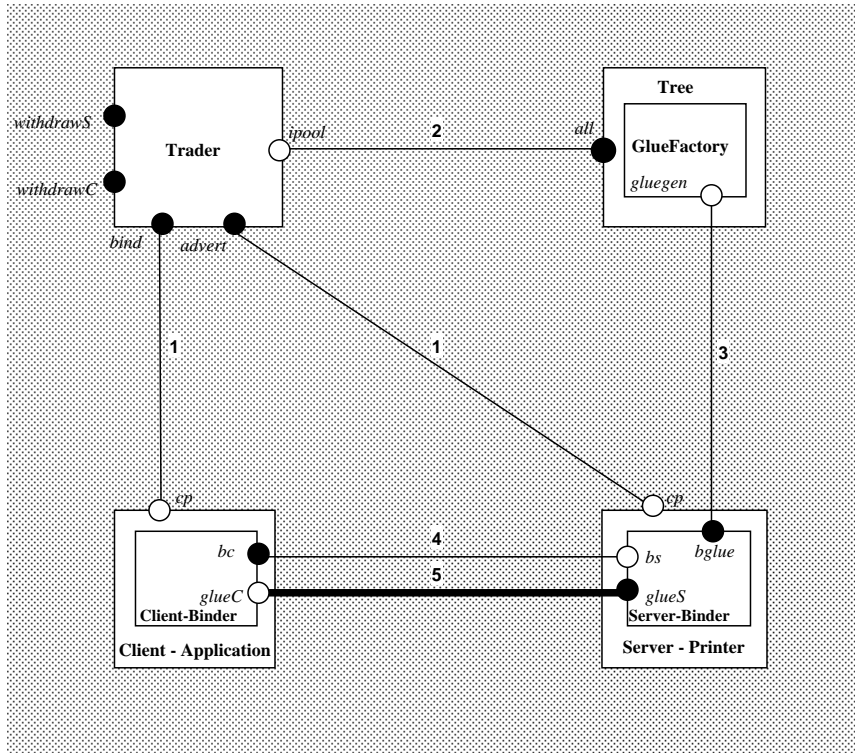 Tree
withdrawS
Trader
ipool
2
all
GlueFactory
withdrawC
gluegen
bind
advert
1
1
3
cp
cp
4
bc
bs
bglue
5
glueC
glueS
Client-Binder
Server-Binder
Client - Application
Server - Printer